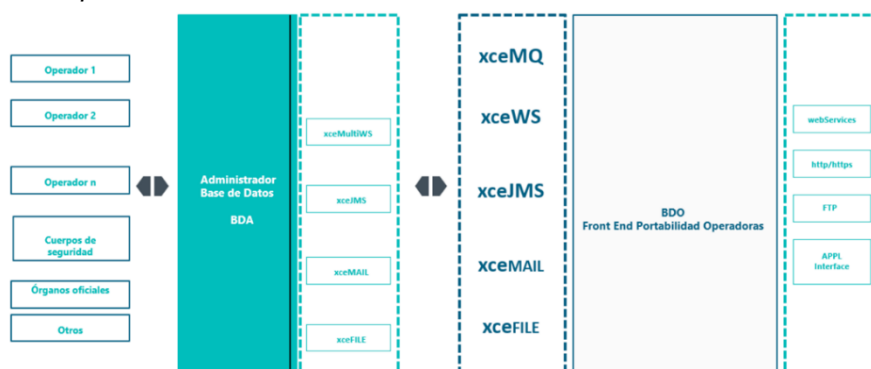 Operador 1
Operador 2
Operador n
Cuerpos de
seguridad
Órganos oficiales
Otros
Administrador
Base de Datos
BDA
xceMultiWS
xceJMS
xceMAIL
xceFILE
xceMQ
xceWS
xceJMS
xceMAIL
xceFILE
BDO
Front End Portabilidad Operadoras
webServices
http/https
FTP
APPL
Interface